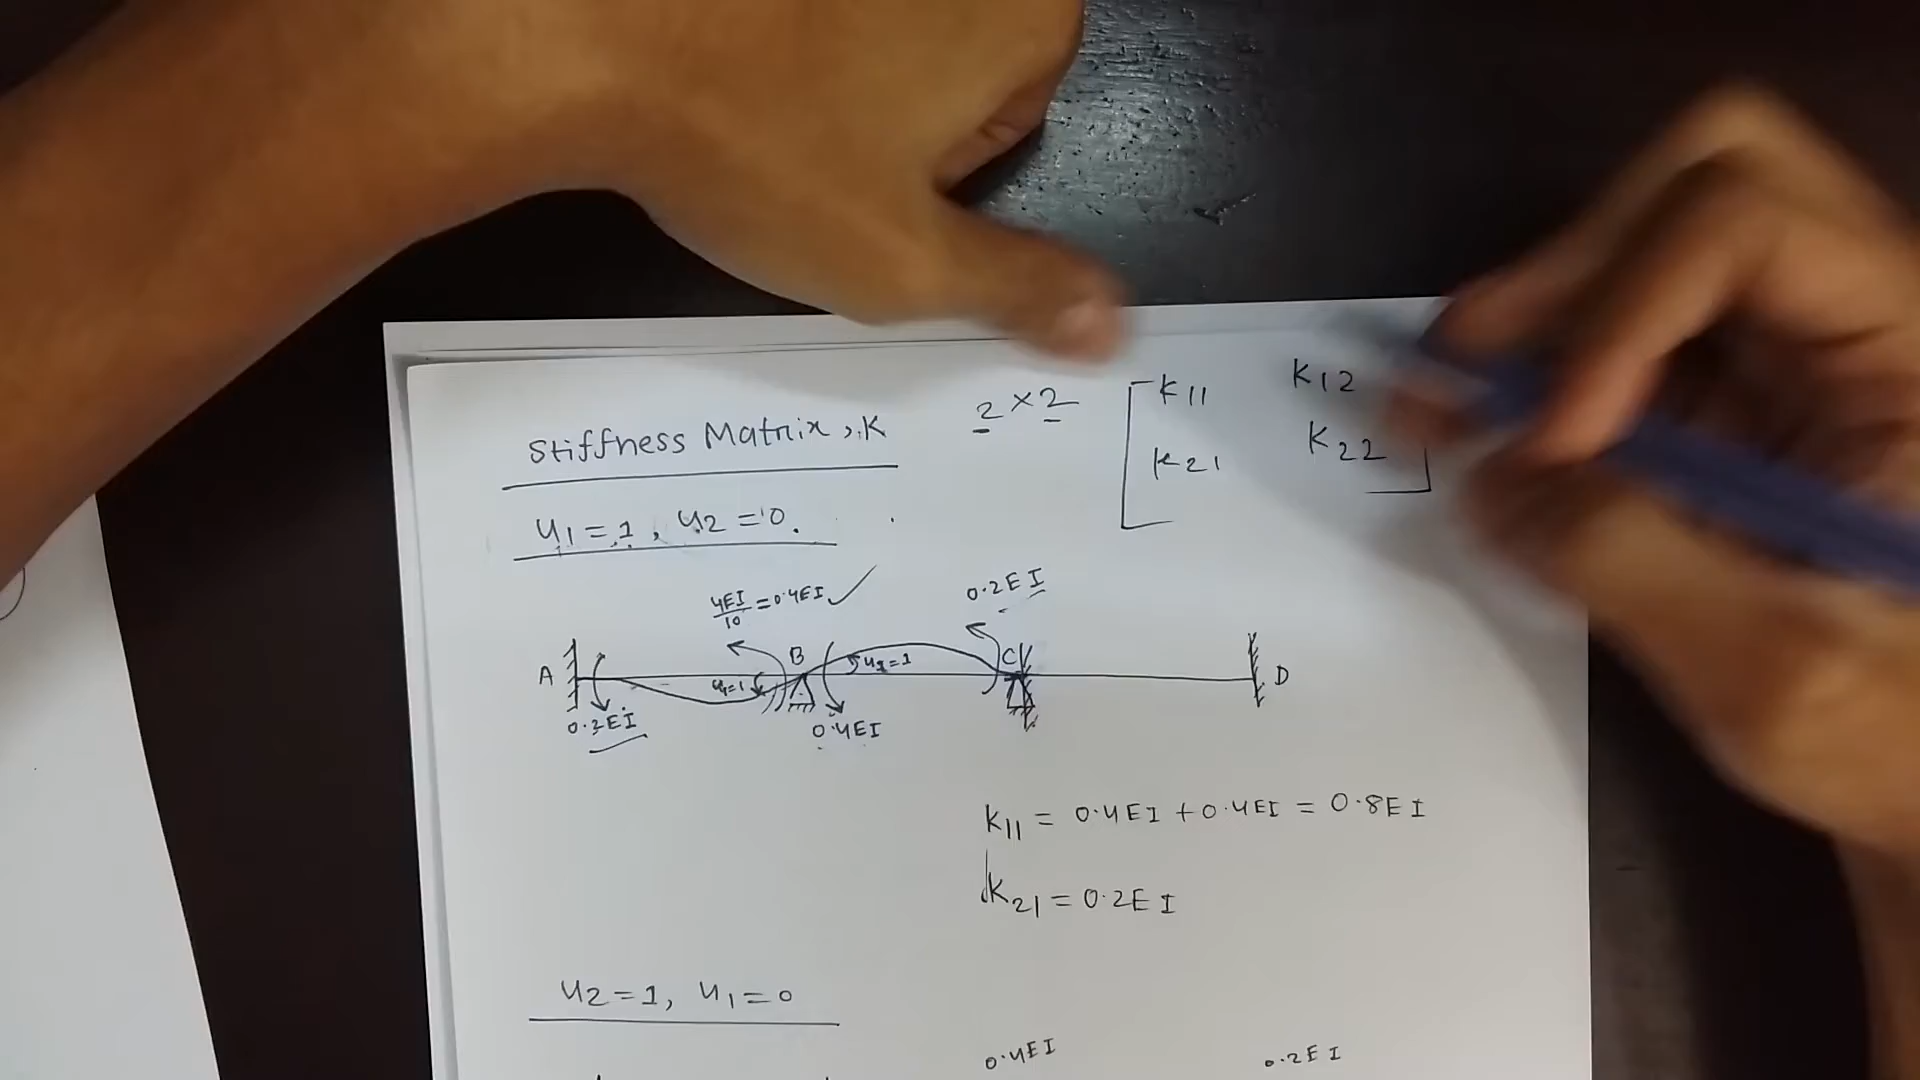 Stiffness Matrix, K
2 × 2
K11 K12
K21 K22
u1 = 1, u2 = 0.
4EI/10 = 0.4EI ✓
0.2EI
A B C D
u1=1
u1=1
0.2EI
0.4EI
K11 = 0.4EI + 0.4EI = 0.8EI
K21 = 0.2EI
u2 = 1, u1 = 0
0.4EI
0.2EI